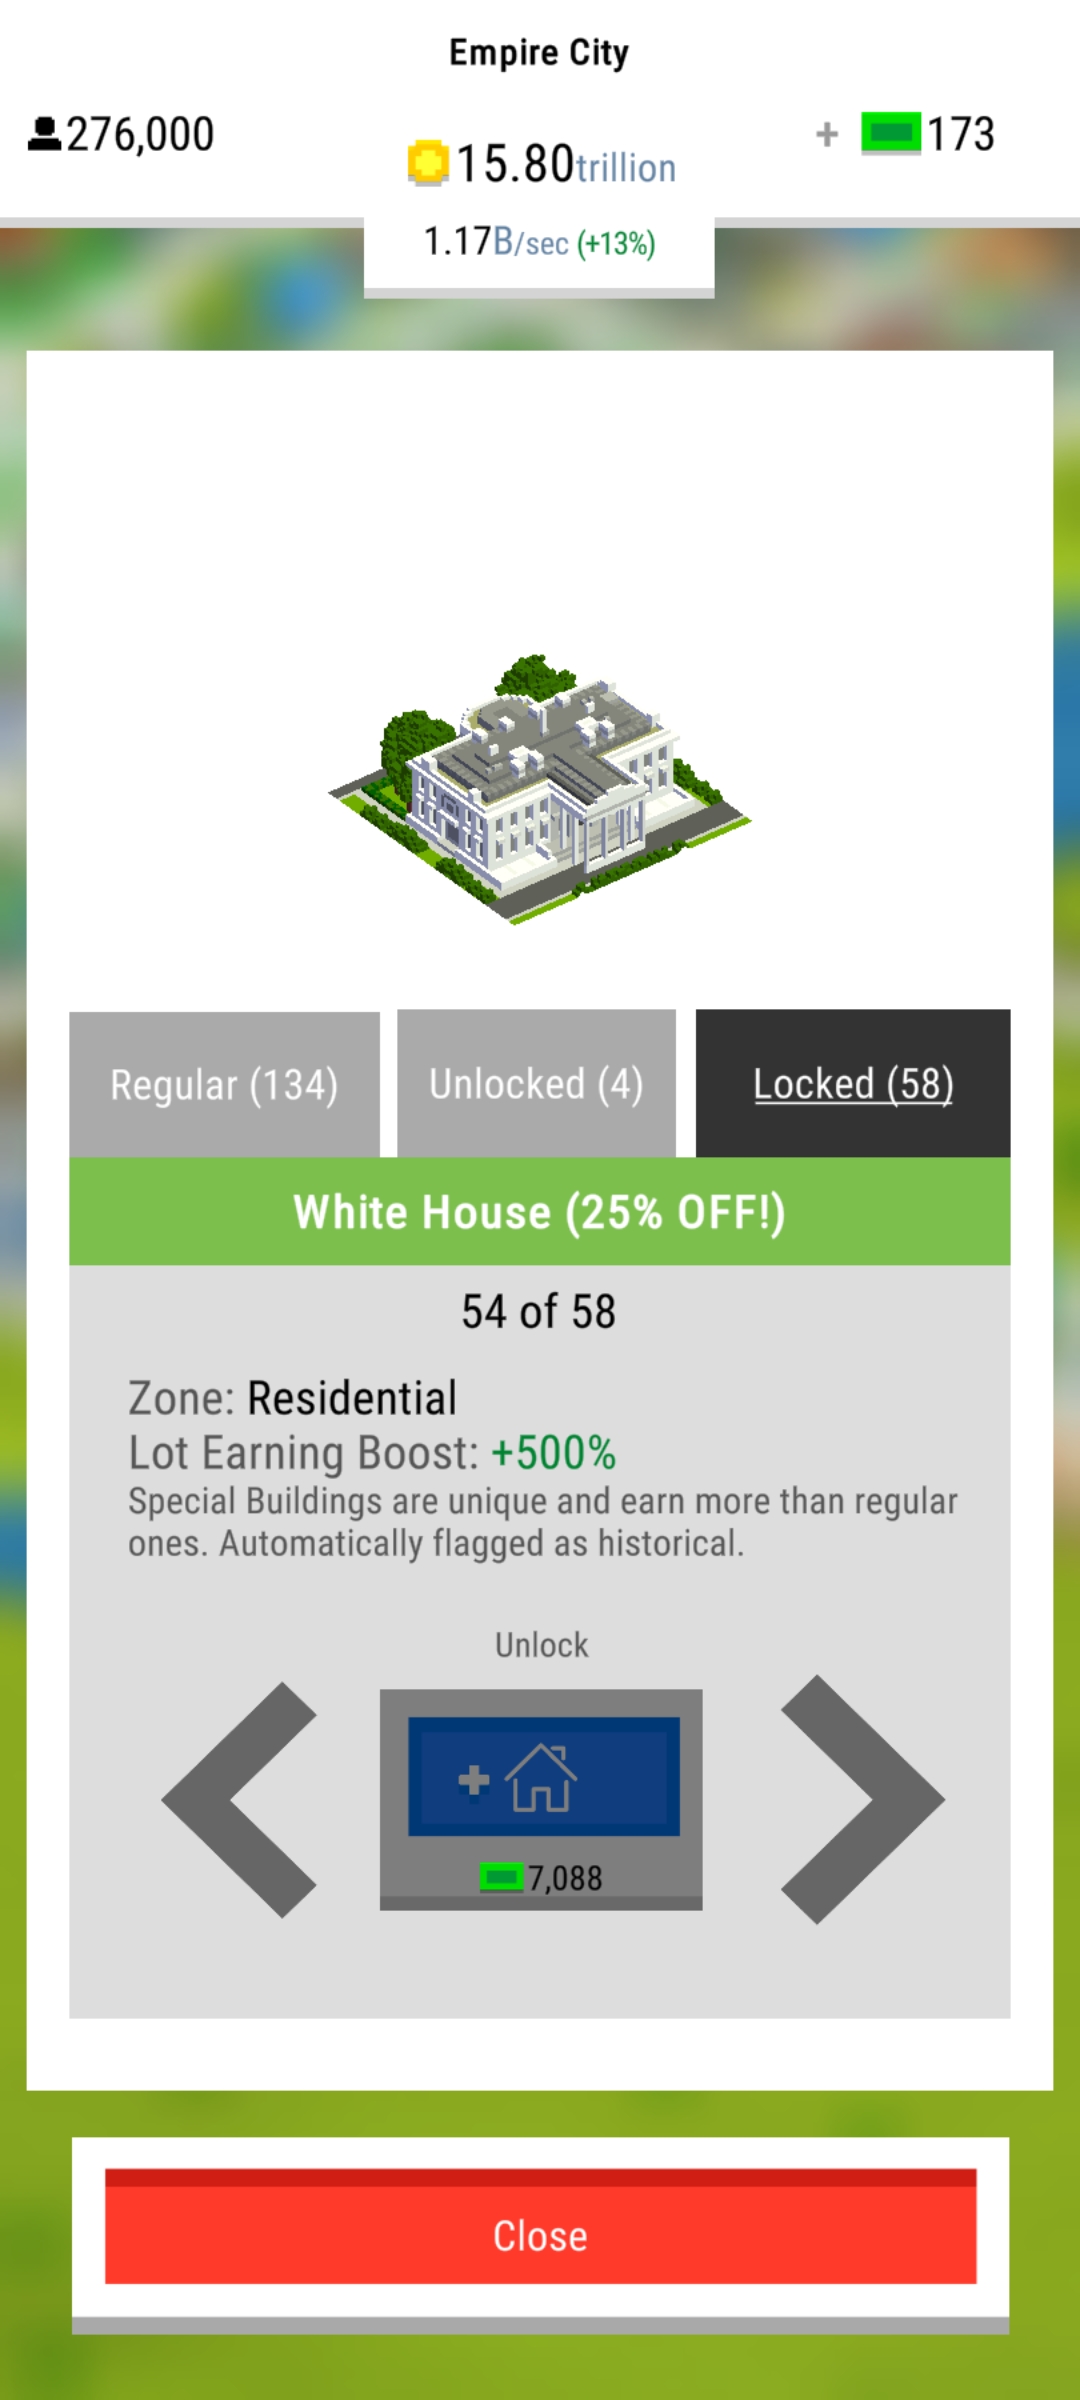 Empire City
276,000
15.80trillion
+ 173
1.17B/sec (+13%)
Regular (134)
Unlocked (4)
Locked (58)
White House (25% OFF!)
54 of 58
Zone: Residential
Lot Earning Boost: +500%
Special Buildings are unique and earn more than regular
ones. Automatically flagged as historical.
Unlock
7,088
Close